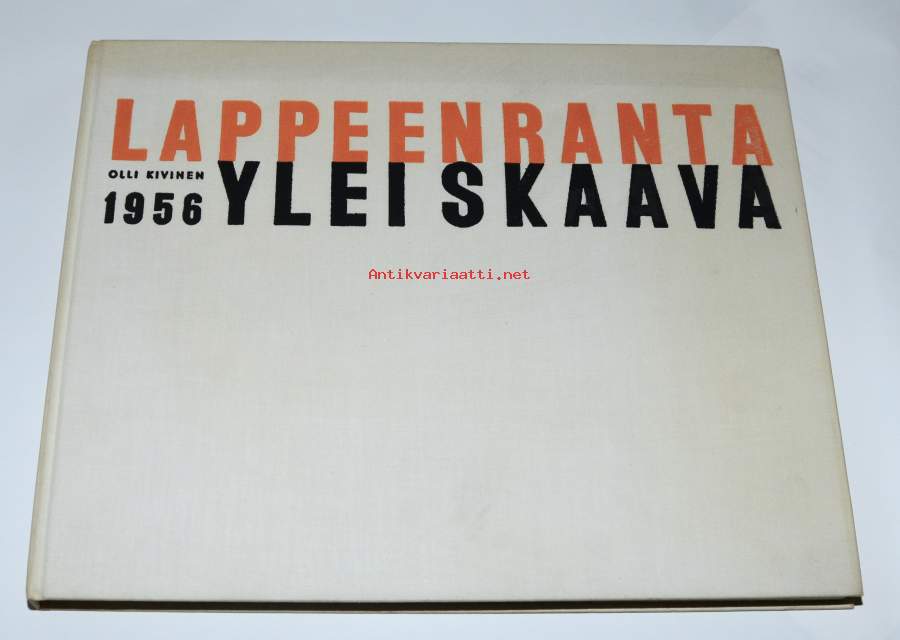 LAPPEENRANTA
OLLI KIVINEN
1956 YLEISKAAVA
Antikvariaatti.net